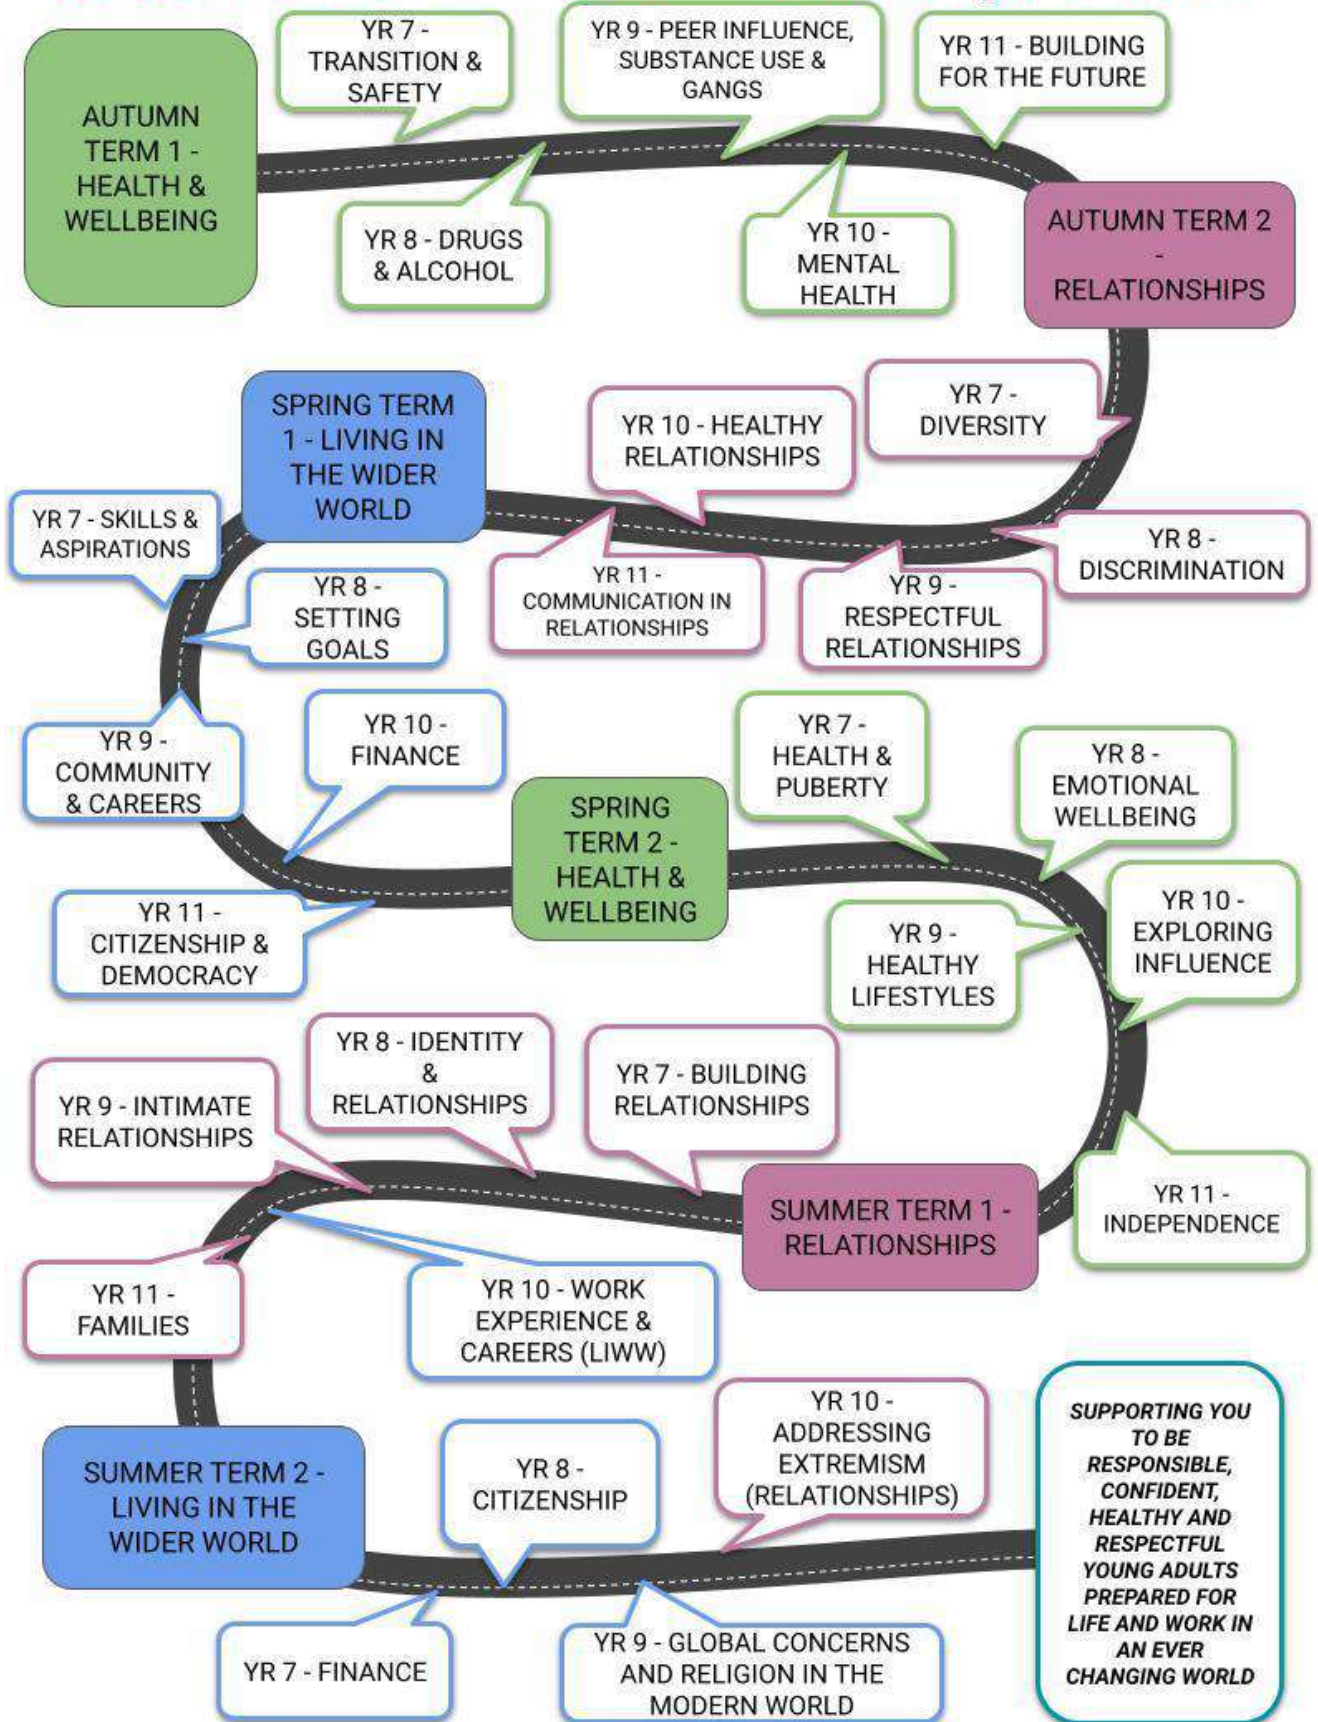 AUTUMN
TERM 1 -
HEALTH &
WELLBEING
YR 7 -
TRANSITION &
SAFETY
YR 9 - PEER INFLUENCE,
SUBSTANCE USE &
GANGS
YR 11 - BUILDING
FOR THE FUTURE
YR 8 - DRUGS
& ALCOHOL
YR 10 -
MENTAL
HEALTH
AUTUMN TERM 2
-
RELATIONSHIPS
YR 7 -
DIVERSITY
YR 8 -
DISCRIMINATION
YR 9 -
RESPECTFUL
RELATIONSHIPS
YR 10 - HEALTHY
RELATIONSHIPS
YR 11 -
COMMUNICATION IN
RELATIONSHIPS
SPRING TERM
1 - LIVING IN
THE WIDER
WORLD
YR 7 - SKILLS &
ASPIRATIONS
YR 8 -
SETTING
GOALS
YR 9 -
COMMUNITY
& CAREERS
YR 10 -
FINANCE
YR 11 -
CITIZENSHIP &
DEMOCRACY
SPRING
TERM 2 -
HEALTH &
WELLBEING
YR 7 -
HEALTH &
PUBERTY
YR 8 -
EMOTIONAL
WELLBEING
YR 9 -
HEALTHY
LIFESTYLES
YR 10 -
EXPLORING
INFLUENCE
YR 11 -
INDEPENDENCE
SUMMER TERM 1 -
RELATIONSHIPS
YR 7 - BUILDING
RELATIONSHIPS
YR 8 - IDENTITY
&
RELATIONSHIPS
YR 9 - INTIMATE
RELATIONSHIPS
YR 10 - WORK
EXPERIENCE &
CAREERS (LIWW)
YR 11 -
FAMILIES
SUMMER TERM 2 -
LIVING IN THE
WIDER WORLD
YR 7 - FINANCE
YR 8 -
CITIZENSHIP
YR 9 - GLOBAL CONCERNS
AND RELIGION IN THE
MODERN WORLD
YR 10 -
ADDRESSING
EXTREMISM
(RELATIONSHIPS)
SUPPORTING YOU
TO BE
RESPONSIBLE,
CONFIDENT,
HEALTHY AND
RESPECTFUL
YOUNG ADULTS
PREPARED FOR
LIFE AND WORK IN
AN EVER
CHANGING WORLD